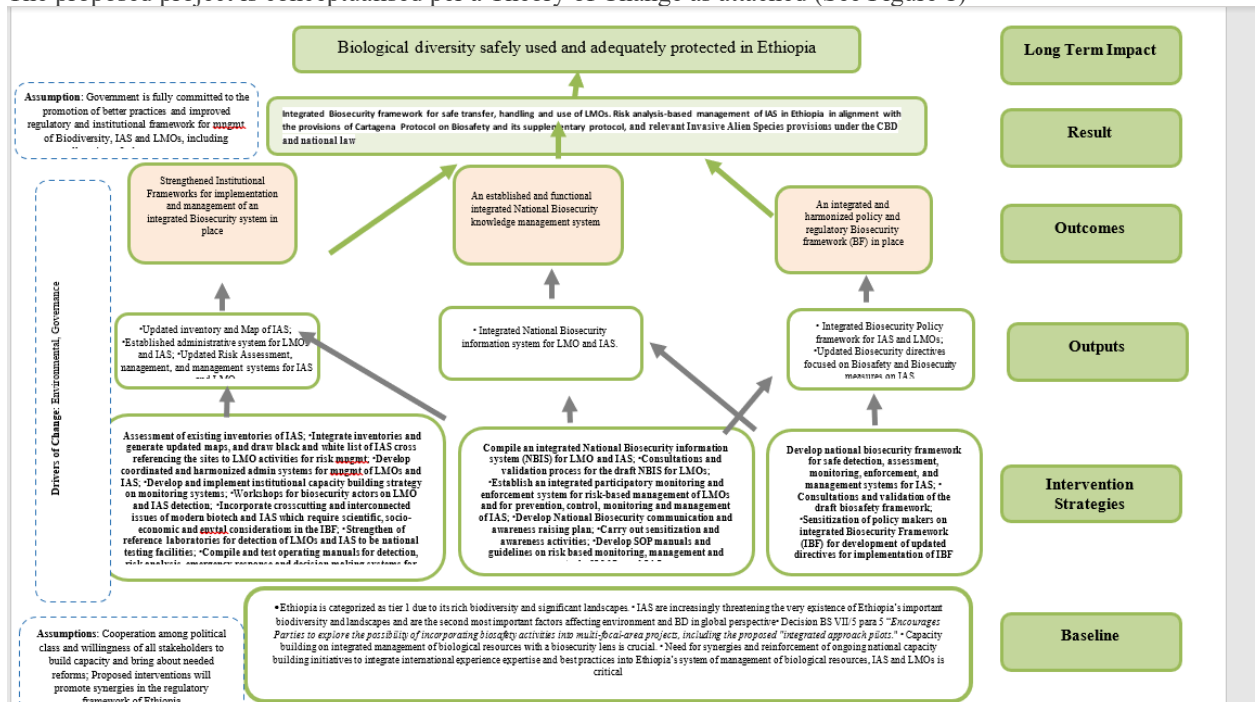 The proposed project is conceptualised per a Theory of Change as attached (See Figure 1)
Biological diversity safely used and adequately protected in Ethiopia
Long Term Impact
Assumption: Government is fully committed to the
promotion of better practices and improved
regulatory and institutional framework for mngmt
of Biodiversity, IAS and LMOs, including
Integrated Biosecurity framework for safe transfer, handling and use of LMOs. Risk analysis-based management of IAS in Ethiopia in alignment with
the provisions of Cartagena Protocol on Biosafety and its supplementary protocol, and relevant Invasive Alien Species provisions under the CBD
and national law
Result
Strengthened Institutional
Frameworks for implementation
and management of an
integrated Biosecurity system in
place
An established and functional
integrated National Biosecurity
knowledge management system
An integrated and
harmonized policy and
regulatory Biosecurity
framework (BF) in place
Outcomes
Drivers of Change: Environmental, Governance
•Updated inventory and Map of IAS;
•Established administrative system for LMOs
and IAS; •Updated Risk Assessment,
management, and management systems for IAS
and LMO
• Integrated National Biosecurity
information system for LMO and IAS.
• Integrated Biosecurity Policy
framework for IAS and LMOs;
•Updated Biosecurity directives
focused on Biosafety and Biosecurity
measures on IAS
Outputs
Assessment of existing inventories of IAS; •Integrate inventories and
generate updated maps, and draw black and white list of IAS cross
referencing the sites to LMO activities for risk mngmt; •Develop
coordinated and harmonized admin systems for mngmt of LMOs and
IAS; •Develop and implement institutional capacity building strategy
on monitoring systems; •Workshops for biosecurity actors on LMO
and IAS detection; •Incorporate crosscutting and interconnected
issues of modern biotech and IAS which require scientific, socio-
economic and envtal considerations in the IBF; •Strengthen of
reference laboratories for detection of LMOs and IAS to be national
testing facilities; •Compile and test operating manuals for detection,
risk analysis, emergency response and decision making systems for
Compile an integrated National Biosecurity information
system (NBIS) for LMO and IAS; •Consultations and
validation process for the draft NBIS for LMOs;
•Establish an integrated participatory monitoring and
enforcement system for risk-based management of LMOs
and for prevention, control, monitoring and management
of IAS; •Develop National Biosecurity communication and
awareness raising plan; •Carry out sensitization and
awareness activities; •Develop SOP manuals and
guidelines on risk based monitoring, management and
Develop national biosecurity framework
for safe detection, assessment,
monitoring, enforcement, and
management systems for IAS; •
Consultations and validation of the
draft biosafety framework;
•Sensitization of policy makers on
integrated Biosecurity Framework
(IBF) for development of updated
directives for implementation of IBF
Intervention
Strategies
•Ethiopia is categorized as tier 1 due to its rich biodiversity and significant landscapes. • IAS are increasingly threatening the very existence of Ethiopia's important
biodiversity and landscapes and are the second most important factors affecting environment and BD in global perspective• Decision BS VII/5 para 5 "Encourages
Parties to explore the possibility of incorporating biosafety activities into multi-focal-area projects, including the proposed "integrated approach pilots." • Capacity
building on integrated management of biological resources with a biosecurity lens is crucial. • Need for synergies and reinforcement of ongoing national capacity
building initiatives to integrate international experience expertise and best practices into Ethiopia's system of management of biological resources, IAS and LMOs is
critical
Baseline
Assumptions: Cooperation among political
class and willingness of all stakeholders to
build capacity and bring about needed
reforms; Proposed interventions will
promote synergies in the regulatory
framework of Ethiopia